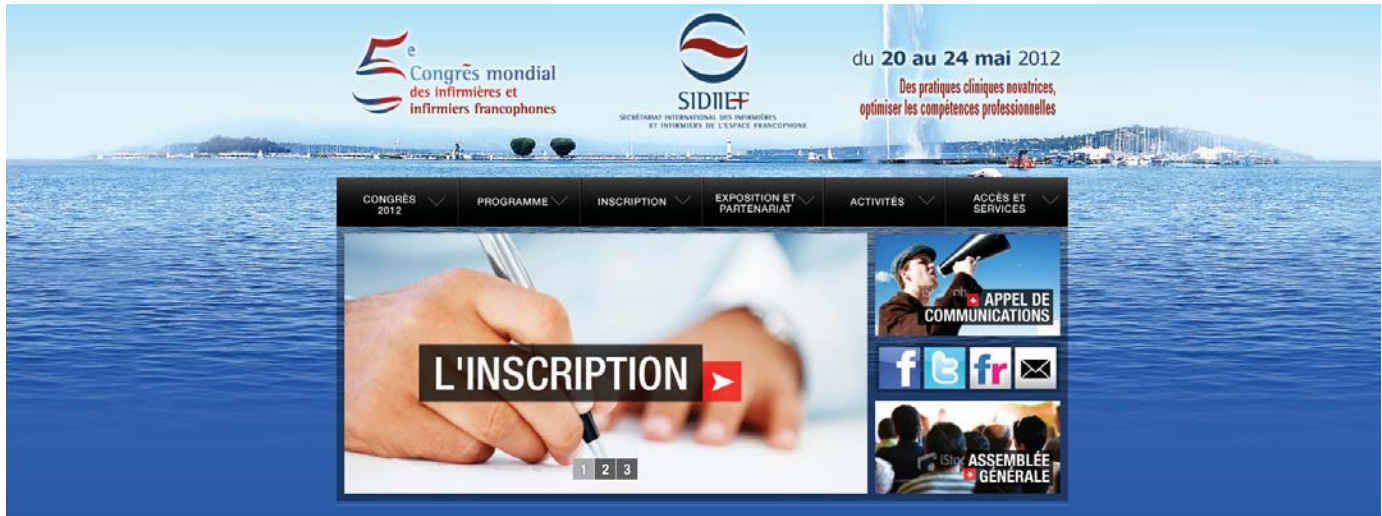 5e
Congrès mondial
des infirmières et
infirmiers francophones
SIDIIEF
SECRÉTARIAT INTERNATIONAL DES INFIRMIÈRES
ET INFIRMIERS DE L'ESPACE FRANCOPHONE
du 20 au 24 mai 2012
Des pratiques cliniques novatrices,
optimiser les compétences professionnelles
CONGRÈS
2012
PROGRAMME
INSCRIPTION
EXPOSITION ET
PARTENARIAT
ACTIVITÉS
ACCÈS ET
SERVICES
L'INSCRIPTION
1 2 3
APPEL DE
COMMUNICATIONS
f t fr
ASSEMBLÉE
GÉNÉRALE